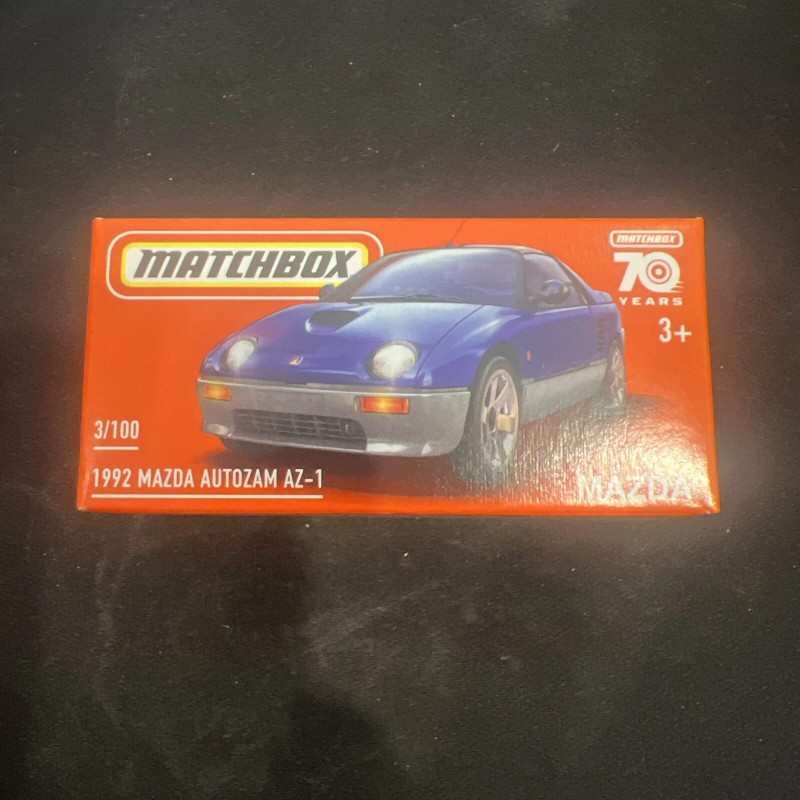 MATCHBOX
MATCHBOX
70
YEARS
3+
3/100
1992 MAZDA AUTOZAM AZ-1
MAZDA